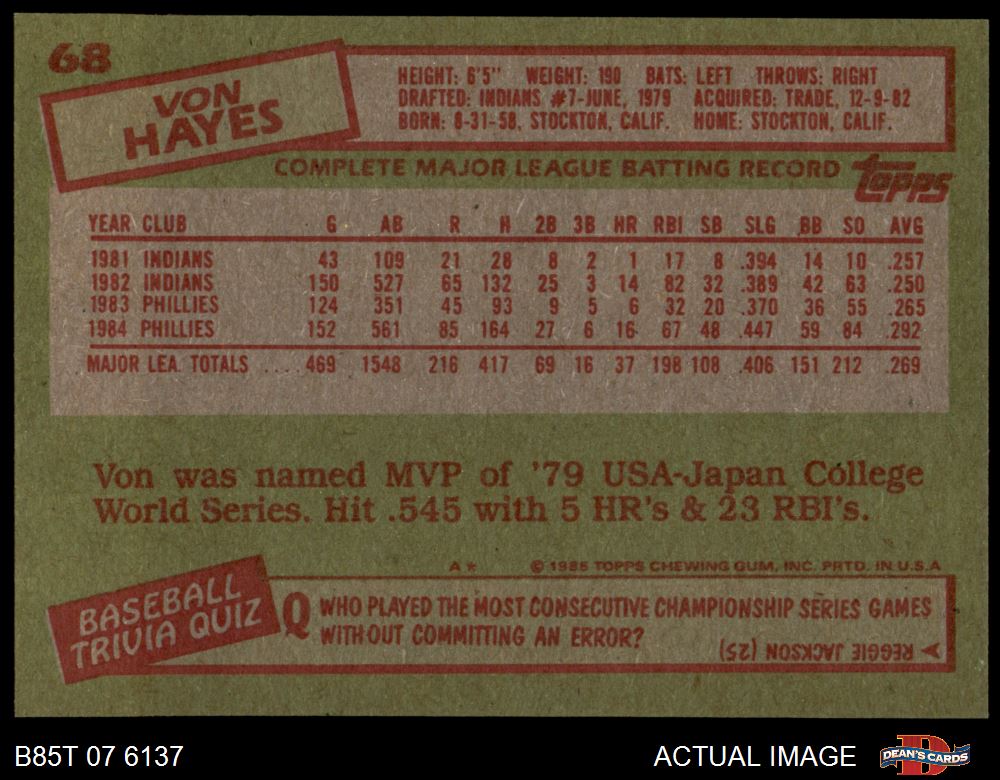 68
VON
HAYES
HEIGHT: 6'5" WEIGHT: 190 BATS: LEFT THROWS: RIGHT
DRAFTED: INDIANS #7-JUNE, 1979 ACQUIRED: TRADE, 12-9-82
BORN: 8-31-58, STOCKTON, CALIF. HOME: STOCKTON, CALIF.
COMPLETE MAJOR LEAGUE BATTING RECORD Topps
YEAR CLUB G AB R H 2B 3B HR RBI SB SLG BB SO AVG
1981 INDIANS 43 109 21 28 8 2 1 17 8 .394 14 10 .257
1982 INDIANS 150 527 65 132 25 3 14 82 32 .389 42 63 .250
1983 PHILLIES 124 351 45 93 9 5 6 32 20 .370 36 55 .265
1984 PHILLIES 152 561 85 164 27 6 16 67 48 .447 59 84 .292
MAJOR LEA. TOTALS .... 469 1548 216 417 69 16 37 198 108 .406 151 212 .269
Von was named MVP of '79 USA-Japan College
World Series. Hit .545 with 5 HR's & 23 RBI's.
A* © 1985 TOPPS CHEWING GUM, INC. PRTD. IN U.S.A
BASEBALL
TRIVIA QUIZ
Q WHO PLAYED THE MOST CONSECUTIVE CHAMPIONSHIP SERIES GAMES
WITHOUT COMMITTING AN ERROR?
REGGIE JACKSON (25)
B85T 07 6137 ACTUAL IMAGE DEAN'S CARDS